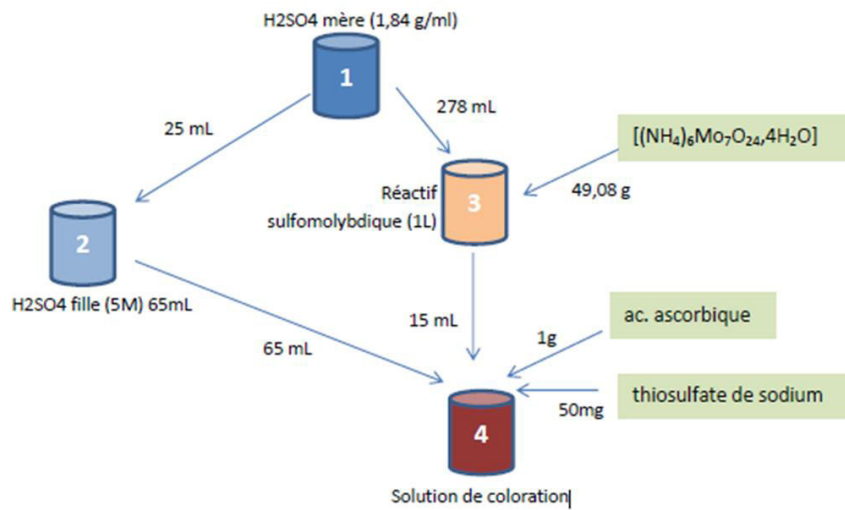 H2SO4 mère (1,84 g/ml)
1
25 mL
278 mL
[(NH₄)₆Mo₇O₂₄,4H₂O]
49,08 g
Réactif
sulfomolybdique (1L)
3
2
H2SO4 fille (5M) 65mL
65 mL
15 mL
ac. ascorbique
1g
thiosulfate de sodium
50mg
4
Solution de coloration